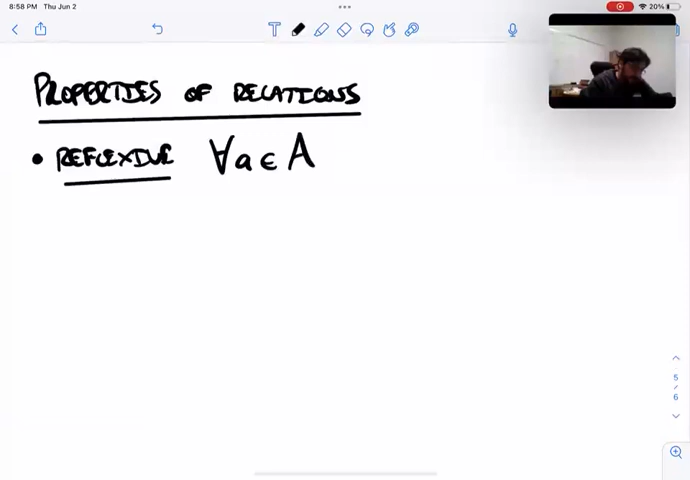 8:58 PM Thu Jun 2
20%
PROPERTIES OF RELATIONS
• REFLEXIVE ∀a∈A
5
/
6